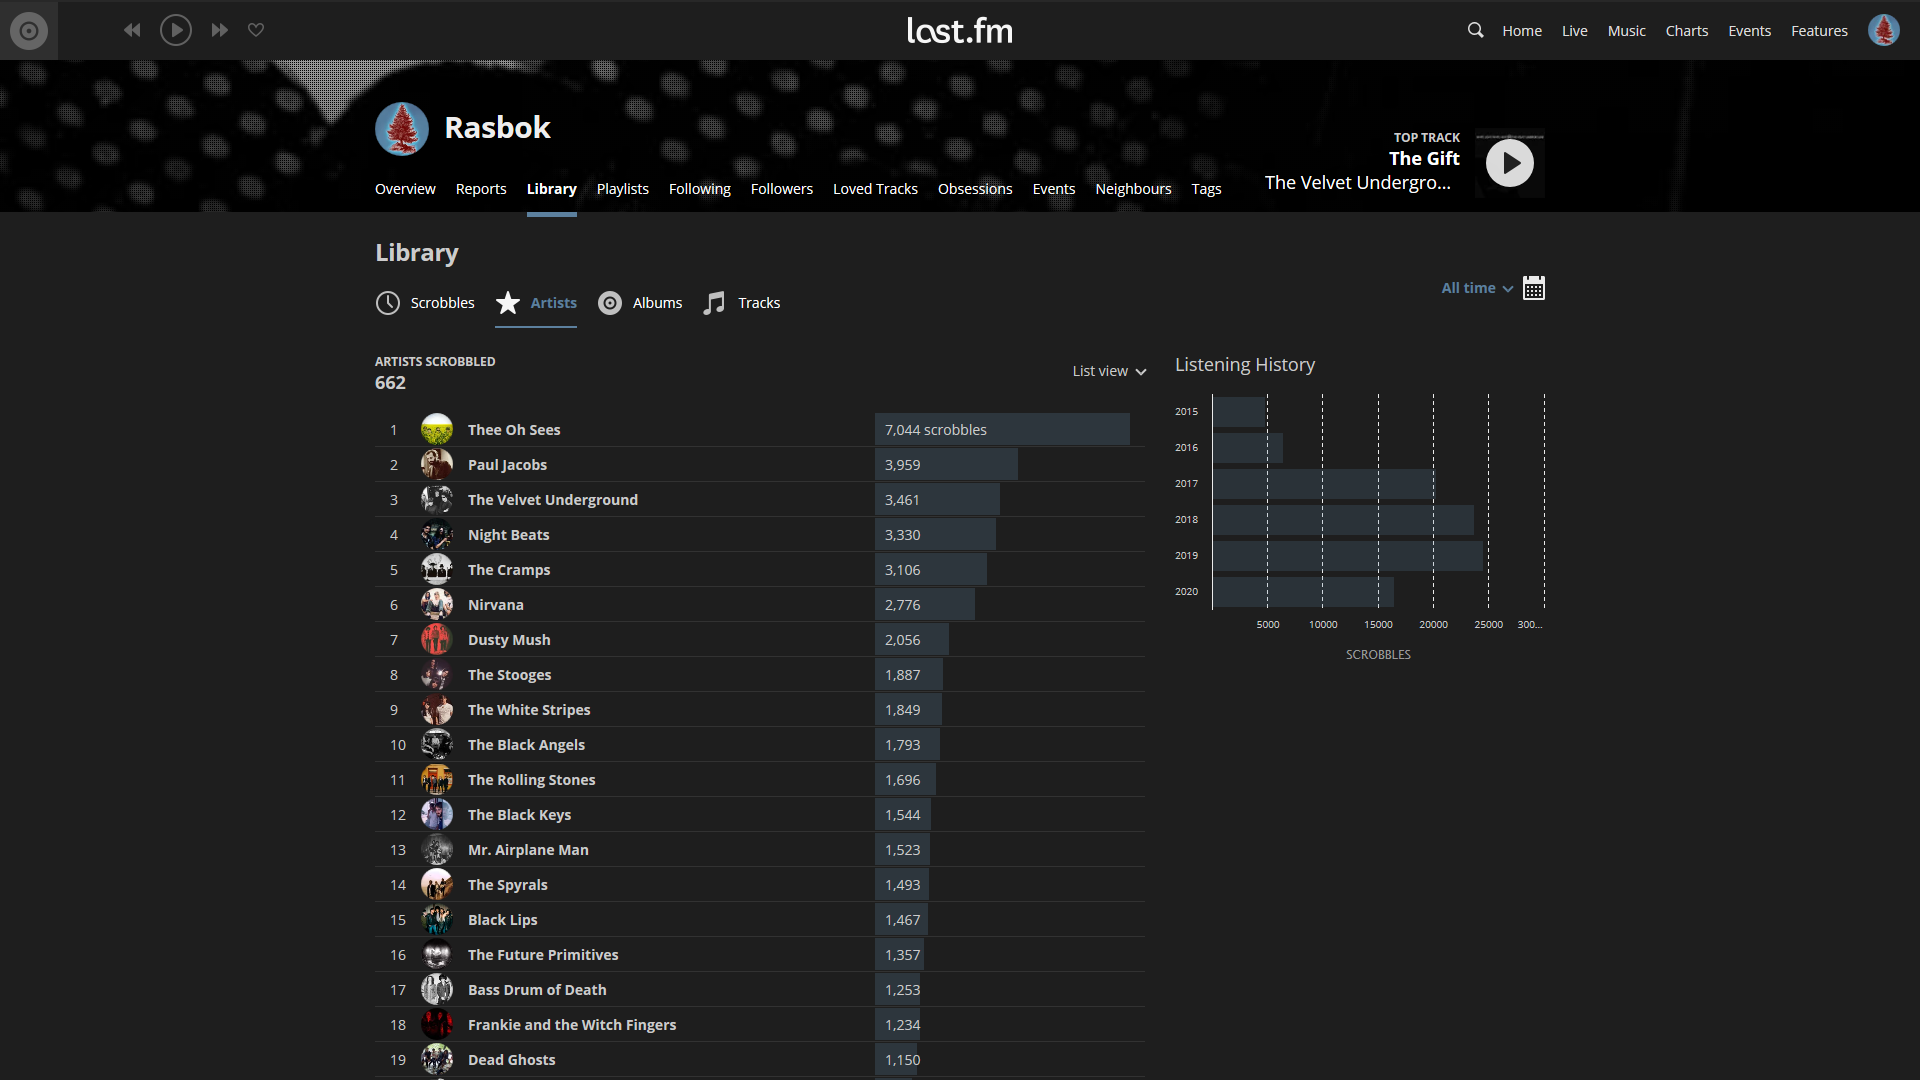 last.fm
Home Live Music Charts Events Features
Rasbok
TOP TRACK
The Gift
The Velvet Undergro...
Overview Reports Library Playlists Following Followers Loved Tracks Obsessions Events Neighbours Tags
Library
All time
Scrobbles Artists Albums Tracks
ARTISTS SCROBBLED
662
List view
1 Thee Oh Sees 7,044 scrobbles
2 Paul Jacobs 3,959
3 The Velvet Underground 3,461
4 Night Beats 3,330
5 The Cramps 3,106
6 Nirvana 2,776
7 Dusty Mush 2,056
8 The Stooges 1,887
9 The White Stripes 1,849
10 The Black Angels 1,793
11 The Rolling Stones 1,696
12 The Black Keys 1,544
13 Mr. Airplane Man 1,523
14 The Spyrals 1,493
15 Black Lips 1,467
16 The Future Primitives 1,357
17 Bass Drum of Death 1,253
18 Frankie and the Witch Fingers 1,234
19 Dead Ghosts 1,150
Listening History
2015
2016
2017
2018
2019
2020
5000 10000 15000 20000 25000 300...
SCROBBLES